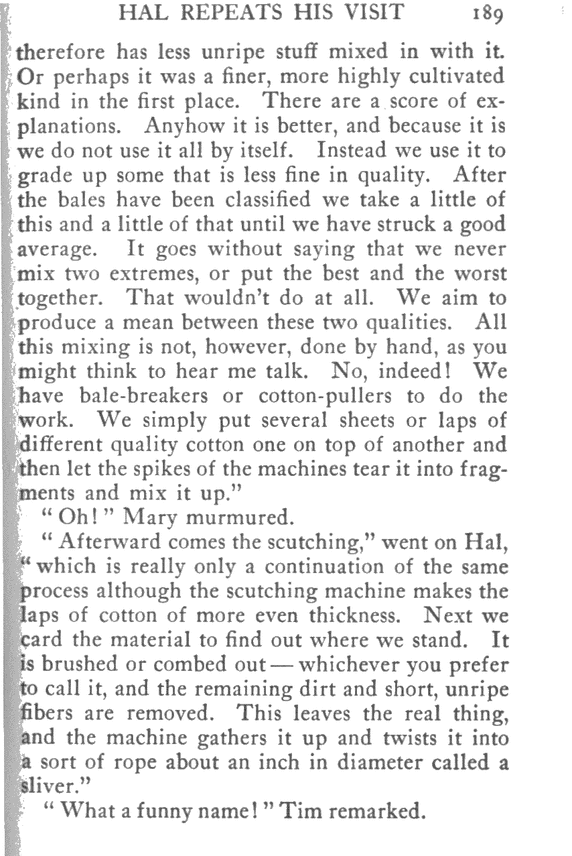 HAL REPEATS HIS VISIT 189
therefore has less unripe stuff mixed in with it.
Or perhaps it was a finer, more highly cultivated
kind in the first place. There are a score of ex-
planations. Anyhow it is better, and because it is
we do not use it all by itself. Instead we use it to
grade up some that is less fine in quality. After
the bales have been classified we take a little of
this and a little of that until we have struck a good
average. It goes without saying that we never
mix two extremes, or put the best and the worst
together. That wouldn't do at all. We aim to
produce a mean between these two qualities. All
this mixing is not, however, done by hand, as you
might think to hear me talk. No, indeed! We
have bale-breakers or cotton-pullers to do the
work. We simply put several sheets or laps of
different quality cotton one on top of another and
then let the spikes of the machines tear it into frag-
ments and mix it up."
"Oh!" Mary murmured.
"Afterward comes the scutching," went on Hal,
"which is really only a continuation of the same
process although the scutching machine makes the
laps of cotton of more even thickness. Next we
card the material to find out where we stand. It
is brushed or combed out — whichever you prefer
to call it, and the remaining dirt and short, unripe
fibers are removed. This leaves the real thing,
and the machine gathers it up and twists it into
a sort of rope about an inch in diameter called a
sliver."
"What a funny name!" Tim remarked.